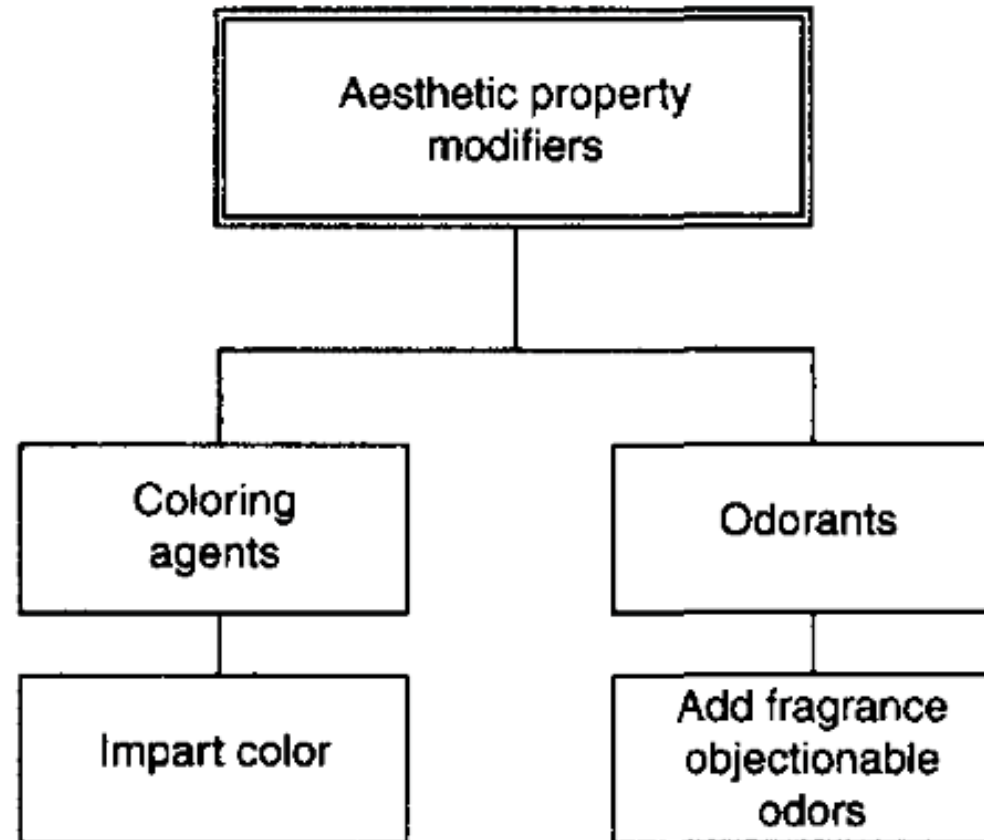 Aesthetic property
modifiers
Coloring
agents
Odorants
Impart color
Add fragrance
objectionable
odors